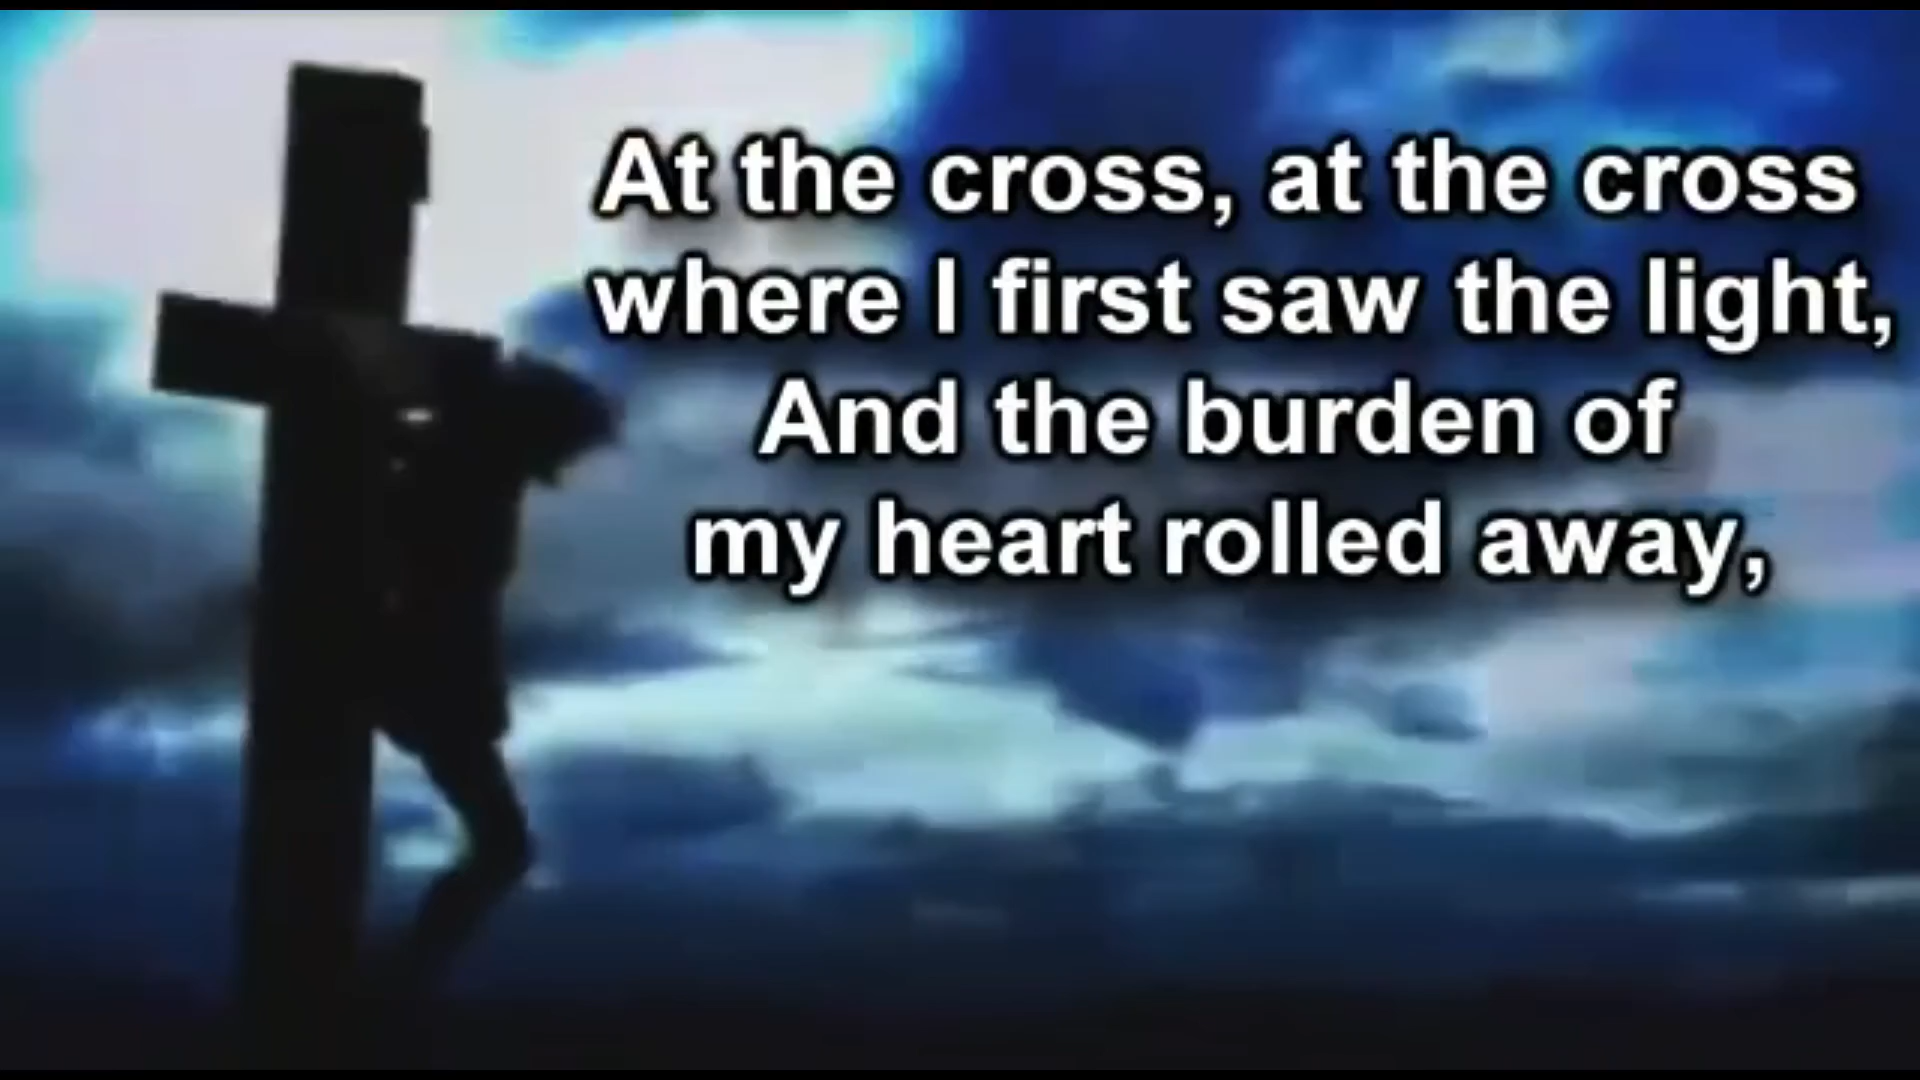 At the cross, at the cross
where I first saw the light,
And the burden of
my heart rolled away,